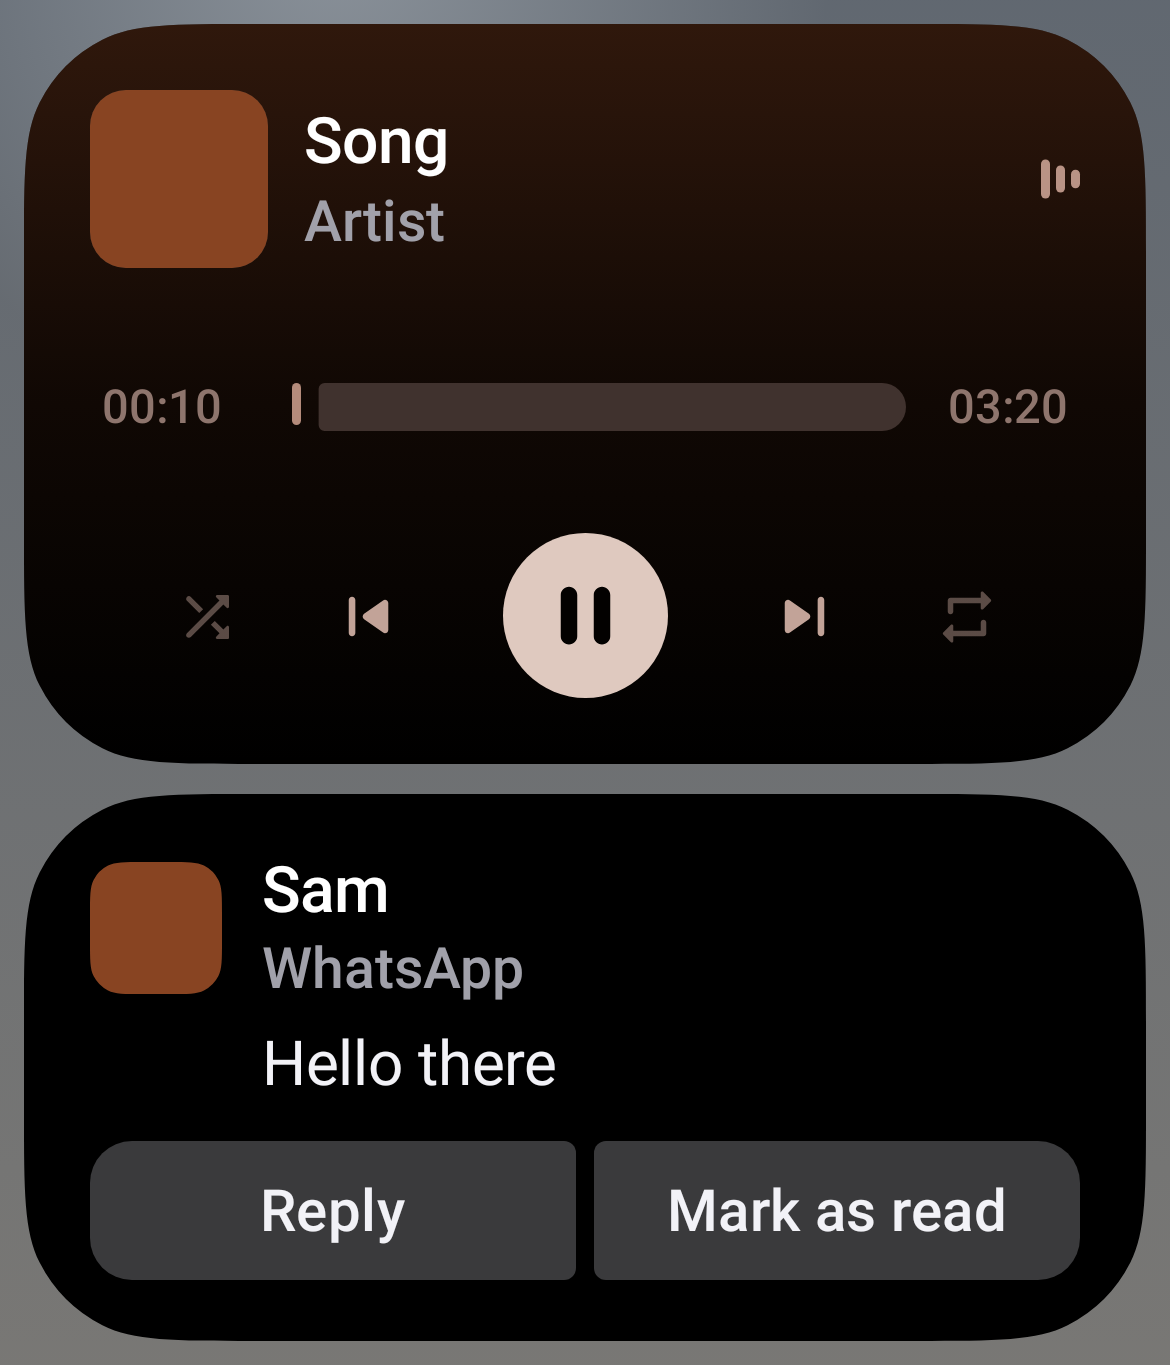 Song
Artist
00:10 03:20
Sam
WhatsApp
Hello there
Reply Mark as read